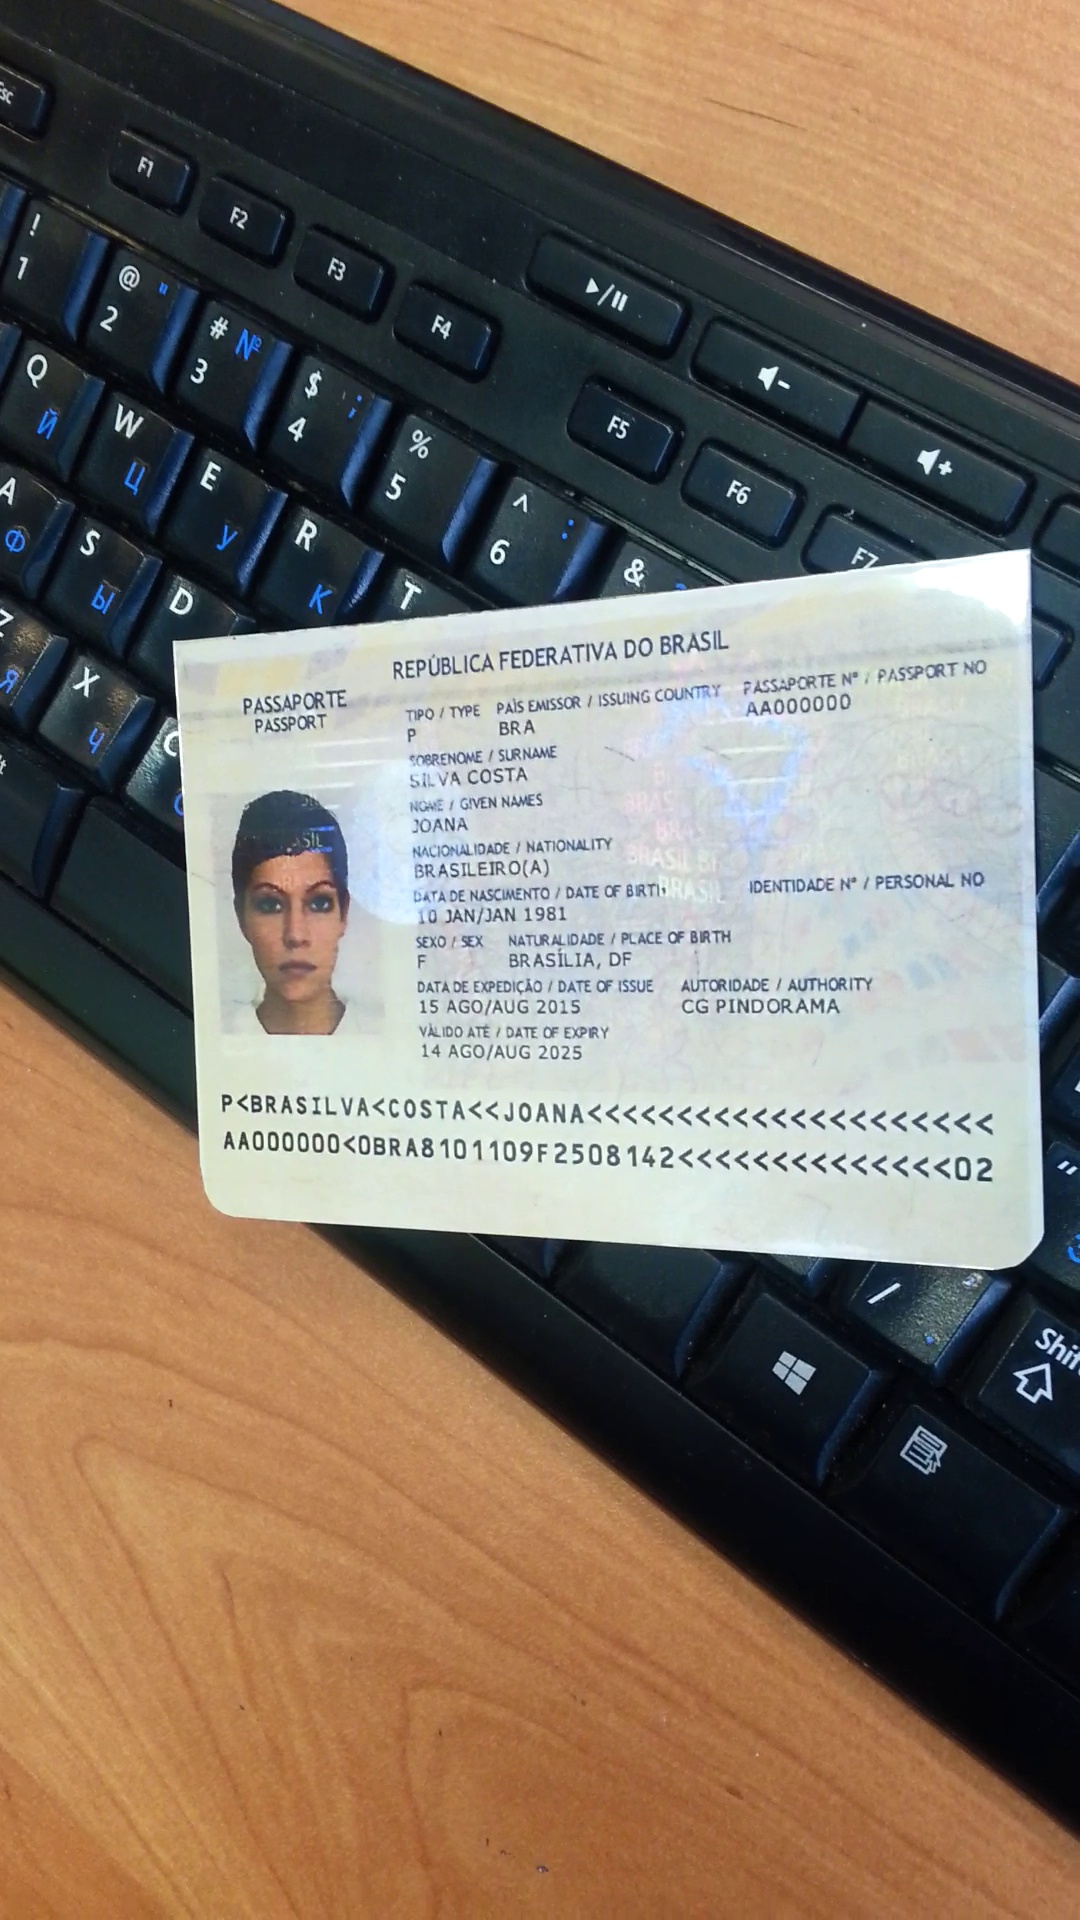 Esc
F1
F2
F3
F4
F5
F6
F7
! 1
@ " 2
# № 3
$ ; 4
% 5
^ : 6
&
Q Й
W Ц
E У
R К
T
A Ф
S Ы
D
Z Я
X Ч
C
REPÚBLICA FEDERATIVA DO BRASIL
PASSAPORTE
PASSPORT
TIPO / TYPE PAÍS EMISSOR / ISSUING COUNTRY PASSAPORTE Nº / PASSPORT NO
P BRA AA000000
SOBRENOME / SURNAME
SILVA COSTA
NOME / GIVEN NAMES
JOANA
NACIONALIDADE / NATIONALITY
BRASILEIRO(A)
DATA DE NASCIMENTO / DATE OF BIRTH IDENTIDADE Nº / PERSONAL NO
10 JAN/JAN 1981
SEXO / SEX NATURALIDADE / PLACE OF BIRTH
F BRASÍLIA, DF
DATA DE EXPEDIÇÃO / DATE OF ISSUE AUTORIDADE / AUTHORITY
15 AGO/AUG 2015 CG PINDORAMA
VÁLIDO ATÉ / DATE OF EXPIRY
14 AGO/AUG 2025
P<BRASILVA<COSTA<<JOANA<<<<<<<<<<<<<<<<<<<<<
AA000000<0BRA8101109F2508142<<<<<<<<<<<<<<02
/
Shift